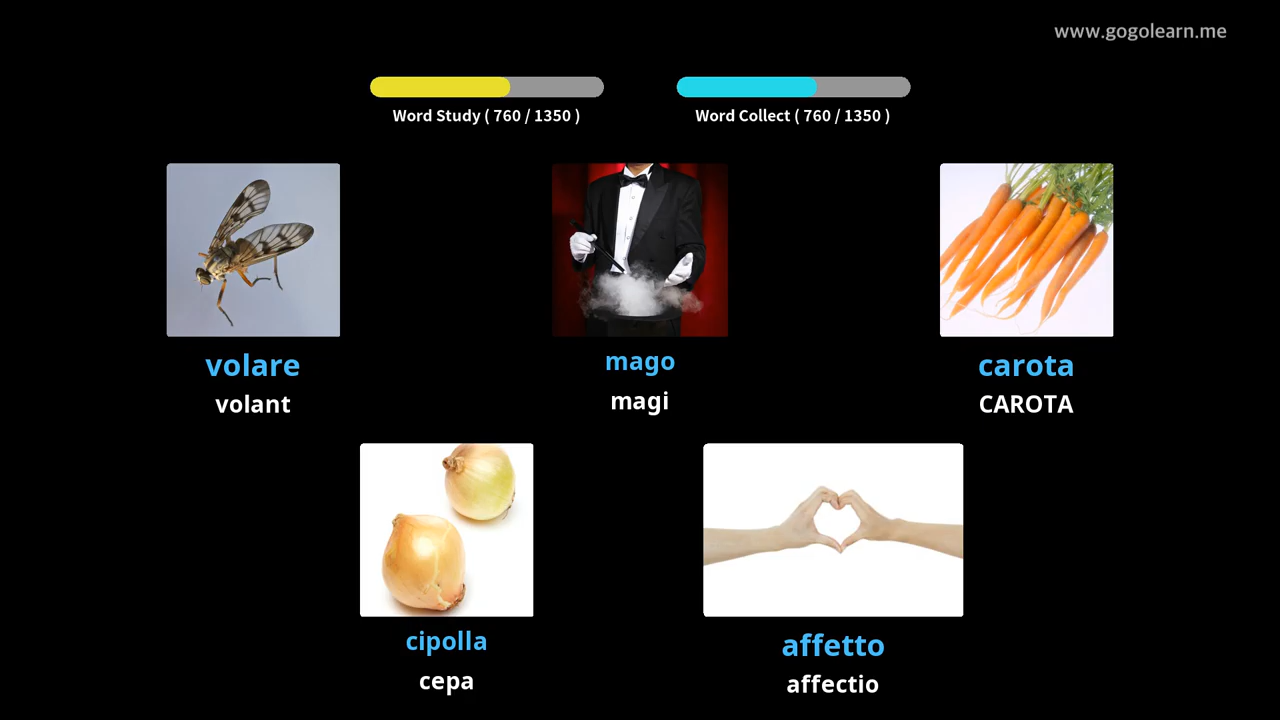 www.gogolearn.me
Word Study ( 760 / 1350 )
Word Collect ( 760 / 1350 )
volare
volant
mago
magi
carota
CAROTA
cipolla
cepa
affetto
affectio